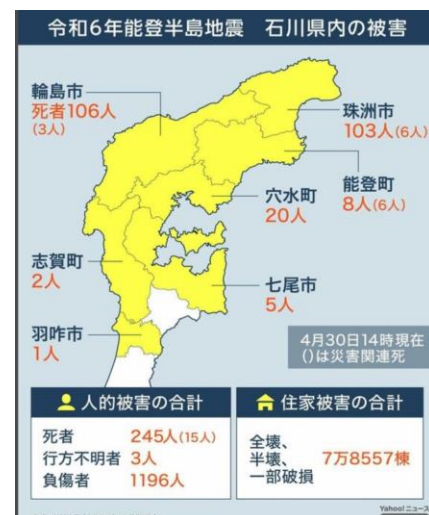 令和6年能登半島地震　石川県内の被害
輪島市
死者106人
(3人)
珠洲市
103人(6人)
能登町
8人(6人)
穴水町
20人
志賀町
2人
七尾市
5人
羽咋市
1人
4月30日14時現在
()は災害関連死
人的被害の合計
死者　245人(15人)
行方不明者　3人
負傷者　1196人
住家被害の合計
全壊、
半壊、　7万8557棟
一部破損
Yahoo!ニュース